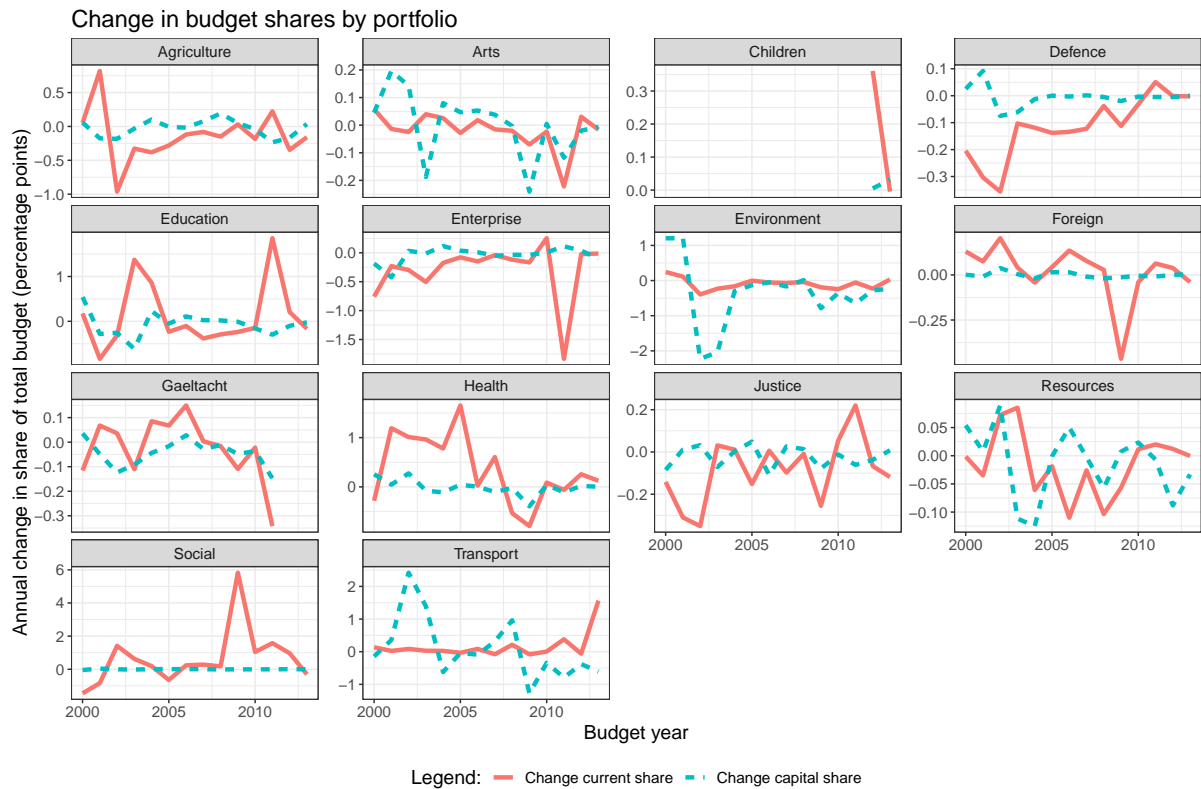 Change in budget shares by portfolio
Agriculture
Arts
Children
Defence
0.5
0.0
−0.5
−1.0
0.2
0.1
0.0
−0.1
−0.2
0.3
0.2
0.1
0.0
0.1
0.0
−0.1
−0.2
−0.3
Education
Enterprise
Environment
Foreign
1
0
0.0
−0.5
−1.0
−1.5
1
0
−1
−2
0.00
−0.25
Gaeltacht
Health
Justice
Resources
0.1
0.0
−0.1
−0.2
−0.3
1
0
0.2
0.0
−0.2
0.05
0.00
−0.05
−0.10
2000 2005 2010
2000 2005 2010
Social
Transport
6
4
2
0
2
1
0
−1
2000 2005 2010
2000 2005 2010
Annual change in share of total budget (percentage points)
Budget year
Legend: Change current share Change capital share